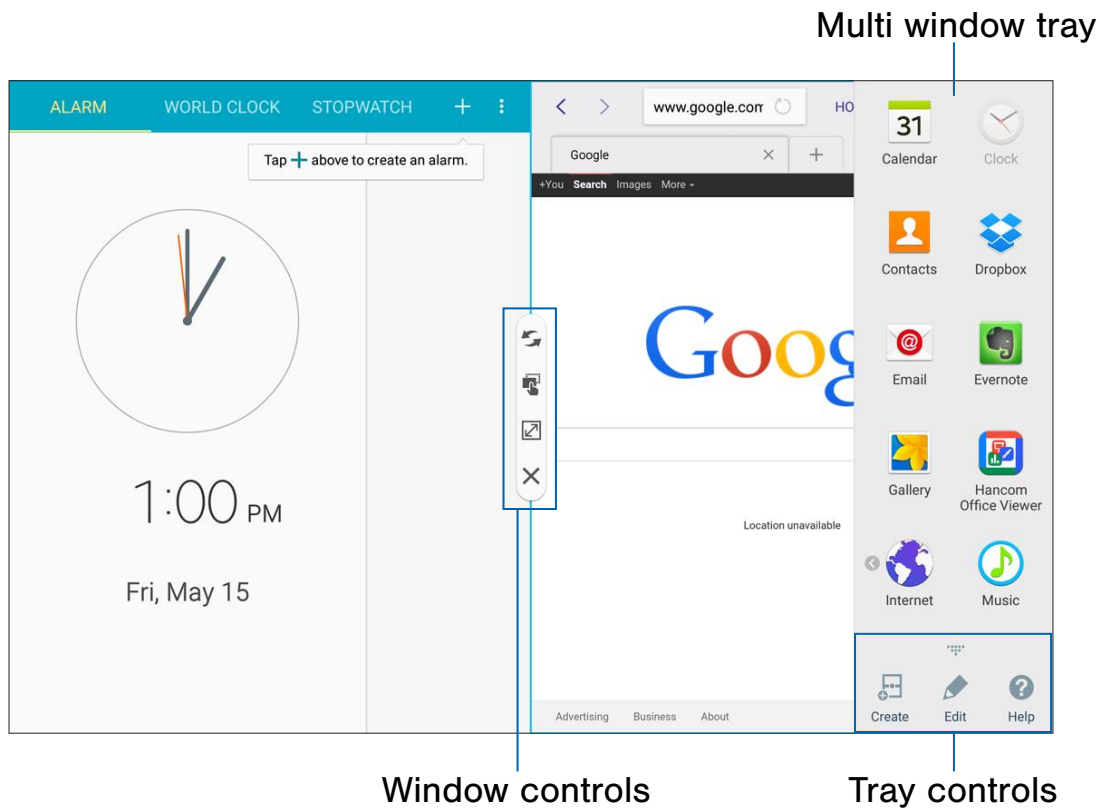 Multi window tray
ALARM WORLD CLOCK STOPWATCH
Tap + above to create an alarm.
1:00 PM
Fri, May 15
www.google.com HO
Google
+You Search Images More
Goog
Location unavailable
Advertising Business About
31
Calendar Clock
Contacts Dropbox
@
Email Evernote
Gallery Hancom
Office Viewer
Internet Music
Create Edit Help
Window controls Tray controls